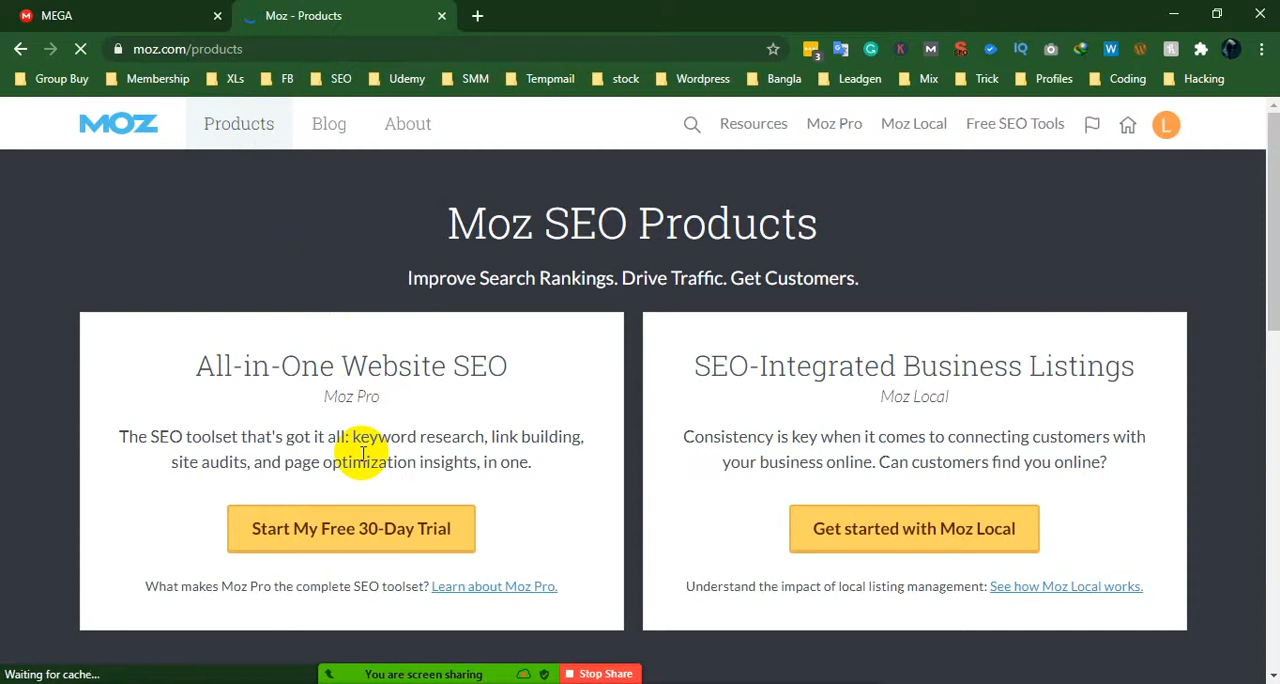 MEGA
Moz - Products
moz.com/products
3
IQ
Group Buy Membership XLs FB SEO Udemy SMM Tempmail stock Wordpress Bangla Leadgen Mix Trick Profiles Coding Hacking
MOZ Products Blog About Resources Moz Pro Moz Local Free SEO Tools L
Moz SEO Products
Improve Search Rankings. Drive Traffic. Get Customers.
All-in-One Website SEO
Moz Pro
The SEO toolset that's got it all: keyword research, link building,
site audits, and page optimization insights, in one.
Start My Free 30-Day Trial
What makes Moz Pro the complete SEO toolset? Learn about Moz Pro.
SEO-Integrated Business Listings
Moz Local
Consistency is key when it comes to connecting customers with
your business online. Can customers find you online?
Get started with Moz Local
Understand the impact of local listing management: See how Moz Local works.
Waiting for cache...
You are screen sharing
Stop Share